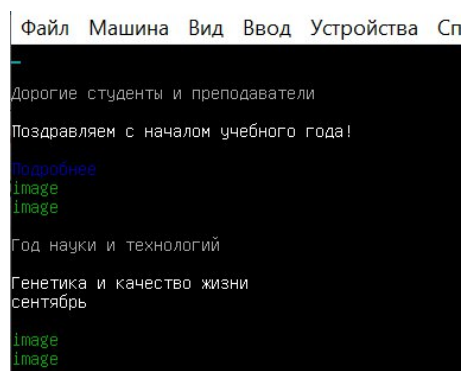 Файл Машина Вид Ввод Устройства Сп
Дорогие студенты и преподаватели
Поздравляем с началом учебного года!
Подробнее
image
image
Год науки и технологий
Генетика и качество жизни
сентябрь
image
image